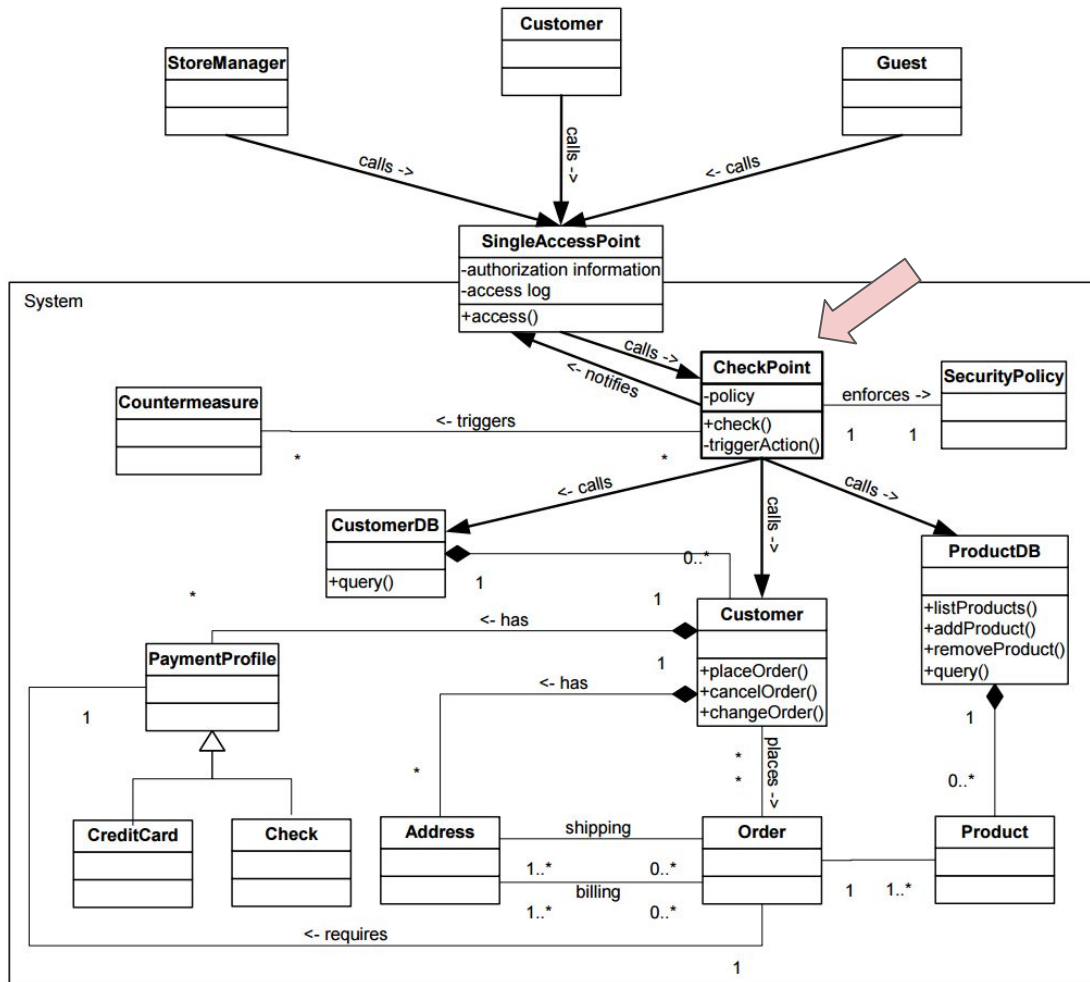 Customer
StoreManager
Guest
calls ->
calls ->
<- calls
SingleAccessPoint
-authorization information
-access log
+access()
System
calls ->
<- notifies
CheckPoint
-policy
+check()
-triggerAction()
enforces ->
1
1
SecurityPolicy
Countermeasure
<- triggers
*
*
<- calls
calls ->
calls ->
CustomerDB
+query()
1
0..*
ProductDB
+listProducts()
+addProduct()
+removeProduct()
+query()
1
0..*
*
<- has
1
Customer
+placeOrder()
+cancelOrder()
+changeOrder()
PaymentProfile
1
<- has
1
*
*
*
places ->
CreditCard
Check
Address
shipping
1..*
0..*
billing
1..*
0..*
Order
1
1..*
Product
<- requires
1